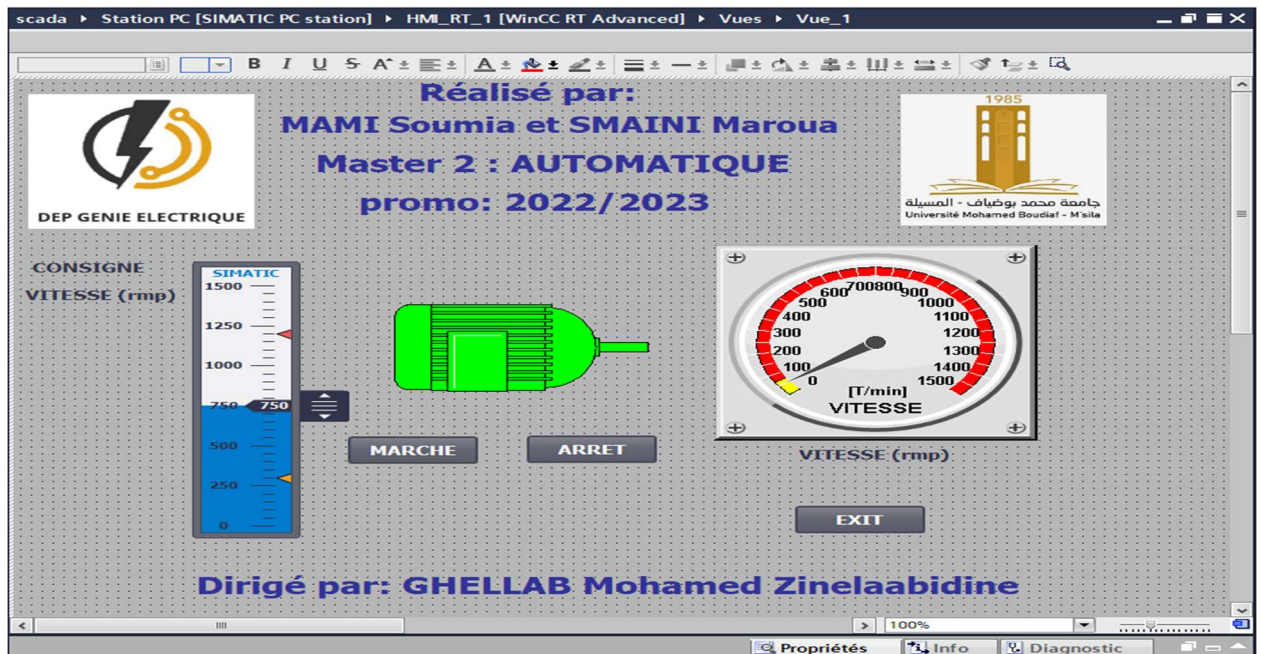 scada ▸ Station PC [SIMATIC PC station] ▸ HMI_RT_1 [WinCC RT Advanced] ▸ Vues ▸ Vue_1
B I U S A A
Réalisé par:
MAMI Soumia et SMAINI Maroua
Master 2 : AUTOMATIQUE
promo: 2022/2023
DEP GENIE ELECTRIQUE
1985
جامعة محمد بوضياف - المسيلة
Université Mohamed Boudiaf - M'sila
CONSIGNE
VITESSE (rmp)
SIMATIC
1500
1250
1000
750 750
500
250
0
MARCHE
ARRET
0 100 200 300 400 500 600 700 800 900 1000 1100 1200 1300 1400 1500
[T/min]
VITESSE
VITESSE (rmp)
EXIT
Dirigé par: GHELLAB Mohamed Zinelaabidine
100%
Propriétés Info Diagnostic